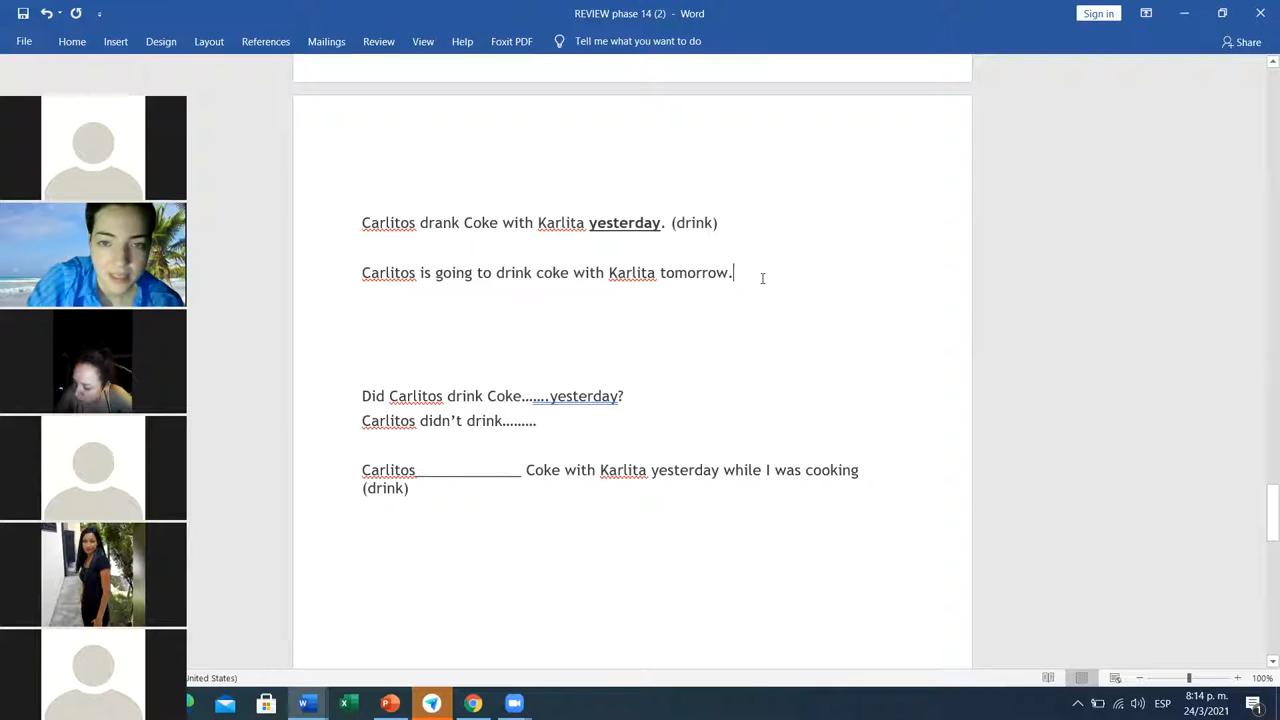 REVIEW phase 14 (2) - Word
Sign in
File Home Insert Design Layout References Mailings Review View Help Foxit PDF Tell me what you want to do Share
Carlitos drank Coke with Karlita yesterday. (drink)
Carlitos is going to drink coke with Karlita tomorrow.
Did Carlitos drink Coke…….yesterday?
Carlitos didn’t drink………
Carlitos_____________ Coke with Karlita yesterday while I was cooking
(drink)
United States)
100%
ESP
8:14 p. m.
24/3/2021